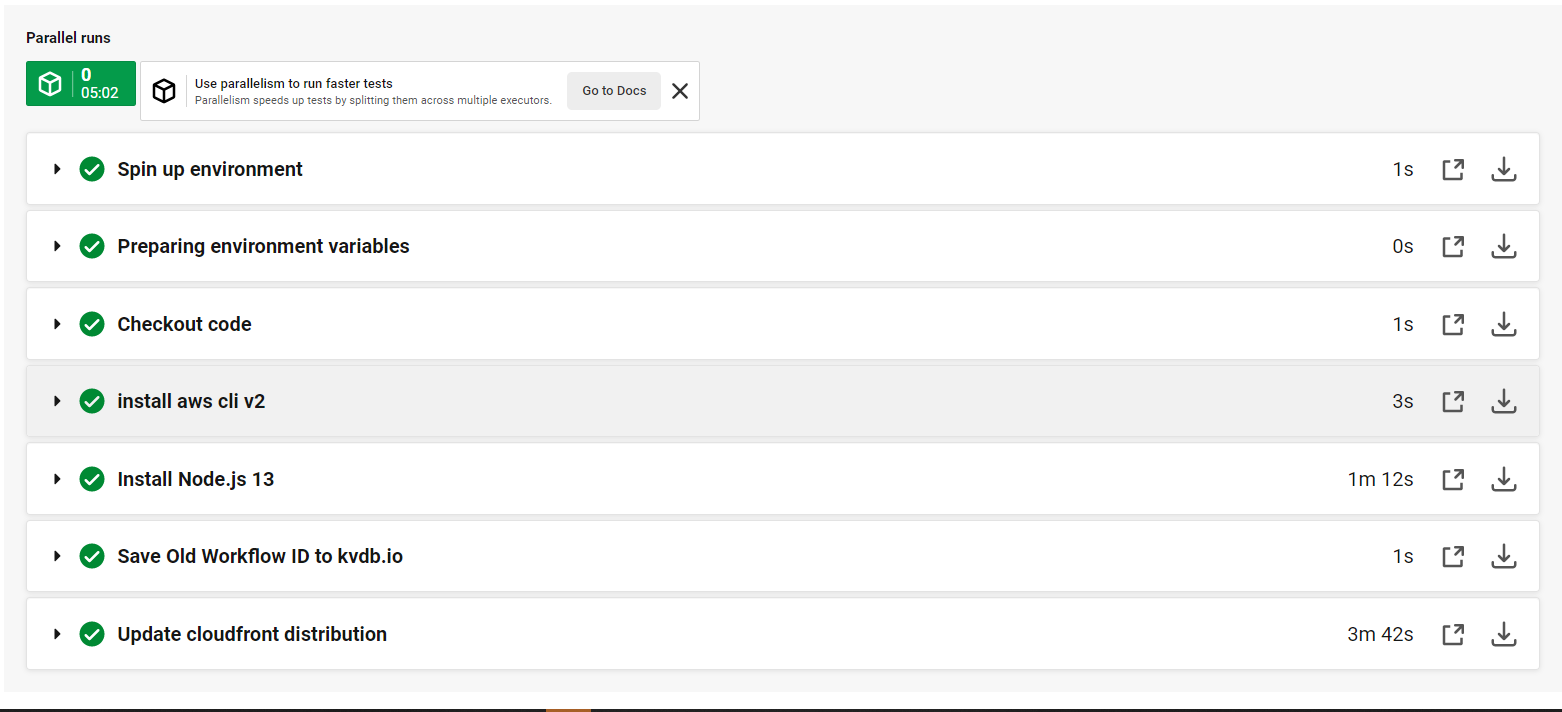 Parallel runs
0
05:02
Use parallelism to run faster tests
Parallelism speeds up tests by splitting them across multiple executors.
Go to Docs
Spin up environment 1s
Preparing environment variables 0s
Checkout code 1s
install aws cli v2 3s
Install Node.js 13 1m 12s
Save Old Workflow ID to kvdb.io 1s
Update cloudfront distribution 3m 42s